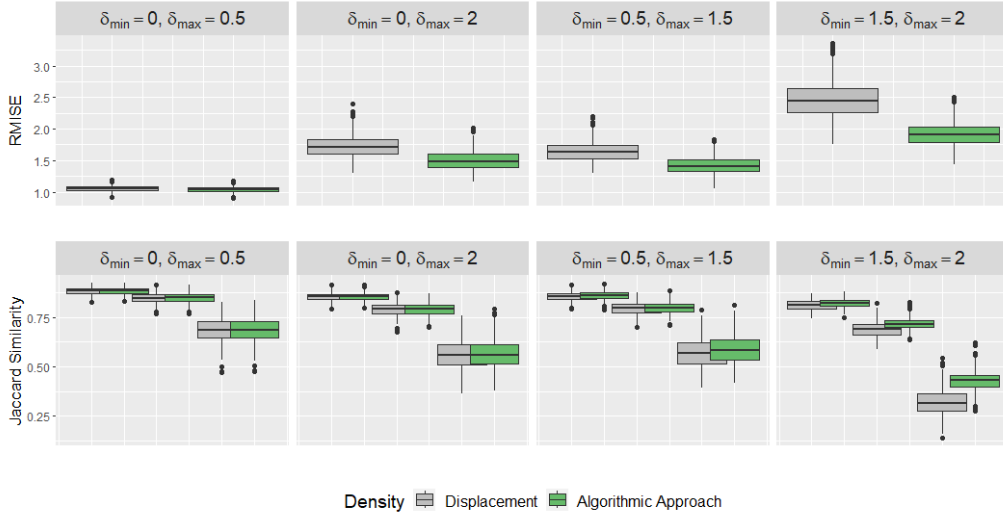 δmin = 0, δmax = 0.5
δmin = 0, δmax = 2
δmin = 0.5, δmax = 1.5
δmin = 1.5, δmax = 2
RMISE
3.0
2.5
2.0
1.5
1.0
δmin = 0, δmax = 0.5
δmin = 0, δmax = 2
δmin = 0.5, δmax = 1.5
δmin = 1.5, δmax = 2
Jaccard Similarity
0.75
0.50
0.25
Density Displacement Algorithmic Approach